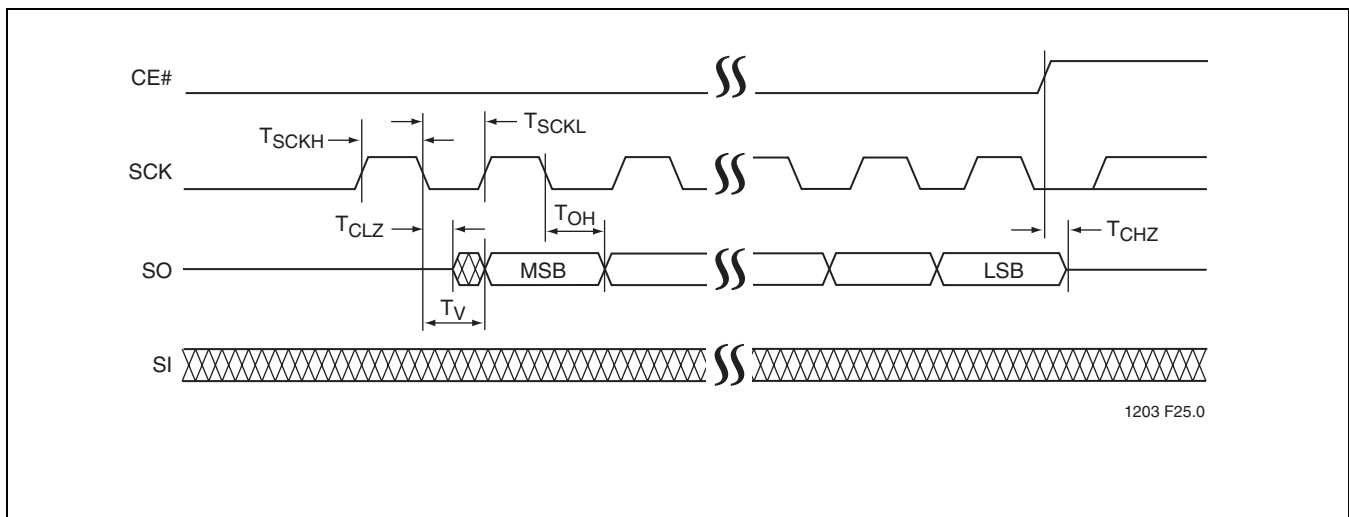 CE#
TSCKH
TSCKL
SCK
TCLZ
TOH
TCHZ
SO
MSB
LSB
TV
SI
1203 F25.0